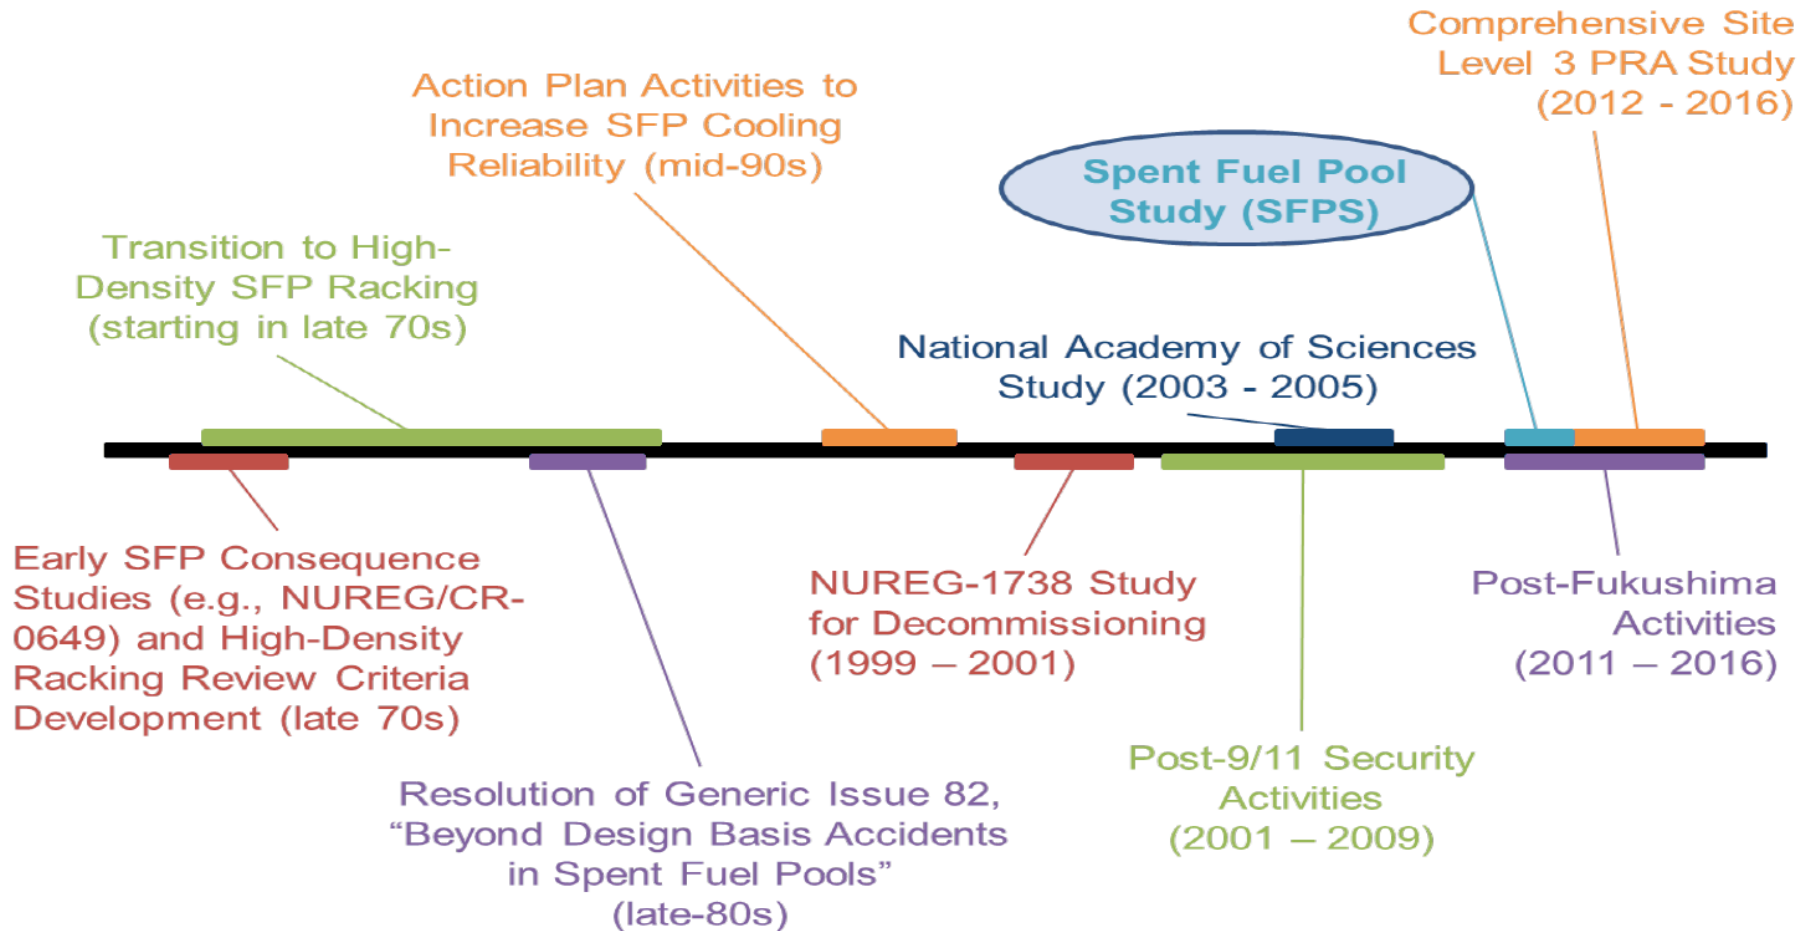 Comprehensive Site
Level 3 PRA Study
(2012 - 2016)
Action Plan Activities to
Increase SFP Cooling
Reliability (mid-90s)
Spent Fuel Pool
Study (SFPS)
Transition to High-
Density SFP Racking
(starting in late 70s)
National Academy of Sciences
Study (2003 - 2005)
Early SFP Consequence
Studies (e.g., NUREG/CR-
0649) and High-Density
Racking Review Criteria
Development (late 70s)
NUREG-1738 Study
for Decommissioning
(1999 – 2001)
Post-Fukushima
Activities
(2011 – 2016)
Post-9/11 Security
Activities
(2001 – 2009)
Resolution of Generic Issue 82,
“Beyond Design Basis Accidents
in Spent Fuel Pools”
(late-80s)